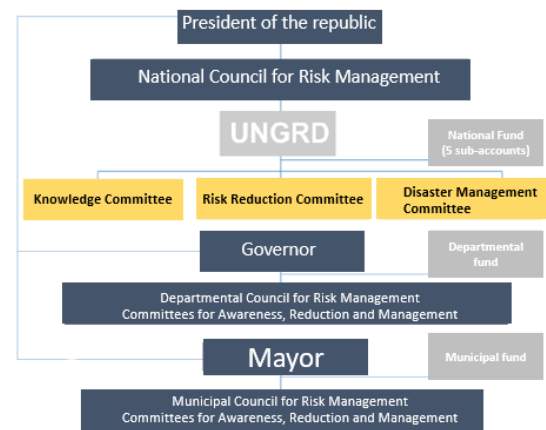 President of the republic
National Council for Risk Management
UNGRD
National Fund
(5 sub-accounts)
Knowledge Committee
Risk Reduction Committee
Disaster Management
Committee
Governor
Departmental
fund
Departmental Council for Risk Management
Committees for Awareness, Reduction and Management
Mayor
Municipal fund
Municipal Council for Risk Management
Committees for Awareness, Reduction and Management